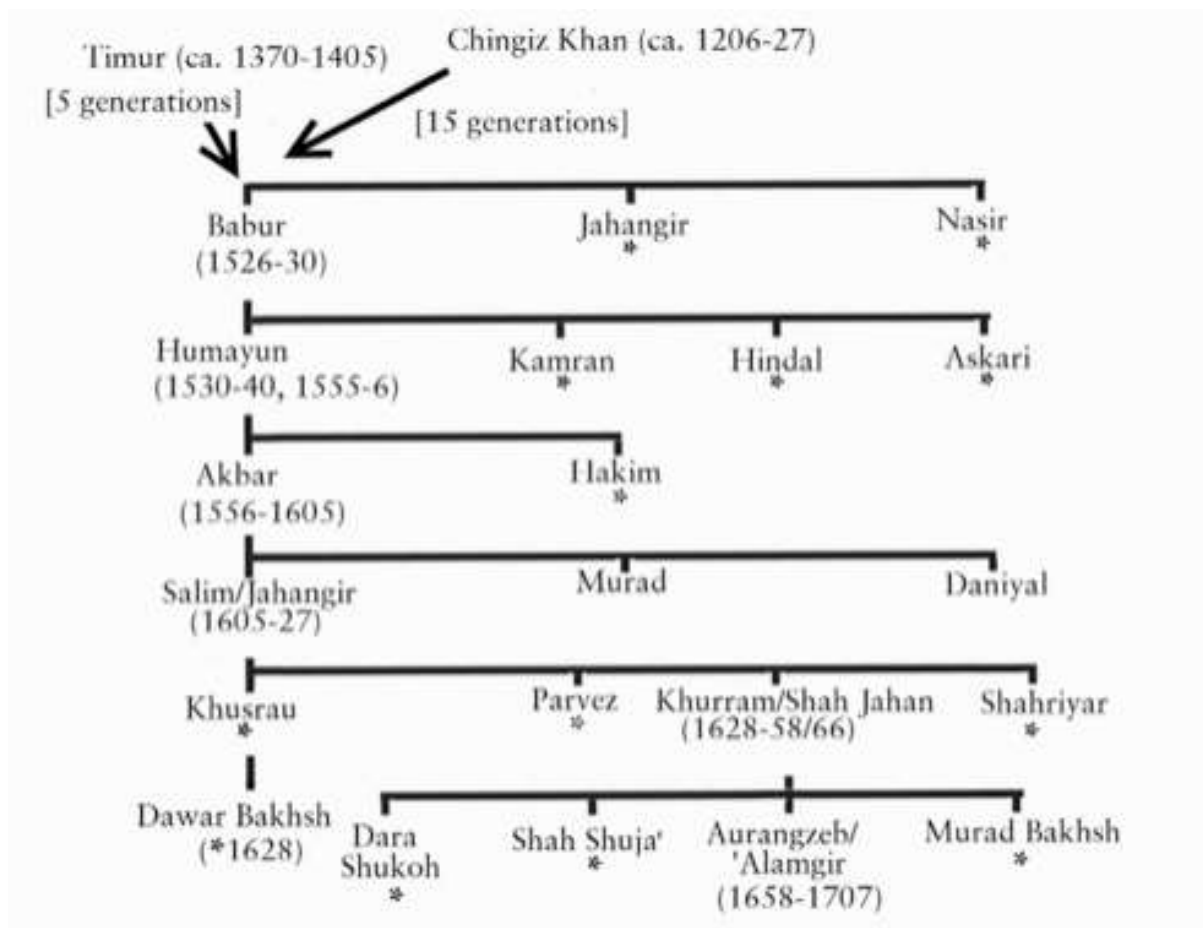 Timur (ca. 1370-1405)
Chingiz Khan (ca. 1206-27)
[5 generations]
[15 generations]
Babur
(1526-30)
Jahangir
*
Nasir
*
Humayun
(1530-40, 1555-6)
Kamran
*
Hindal
*
Askari
*
Akbar
(1556-1605)
Hakim
*
Salim/Jahangir
(1605-27)
Murad
Daniyal
Khusrau
*
Parvez
*
Khurram/Shah Jahan
(1628-58/66)
Shahriyar
*
Dawar Bakhsh
(*1628)
Dara
Shukoh
*
Shah Shuja'
*
Aurangzeb/
'Alamgir
(1658-1707)
Murad Bakhsh
*